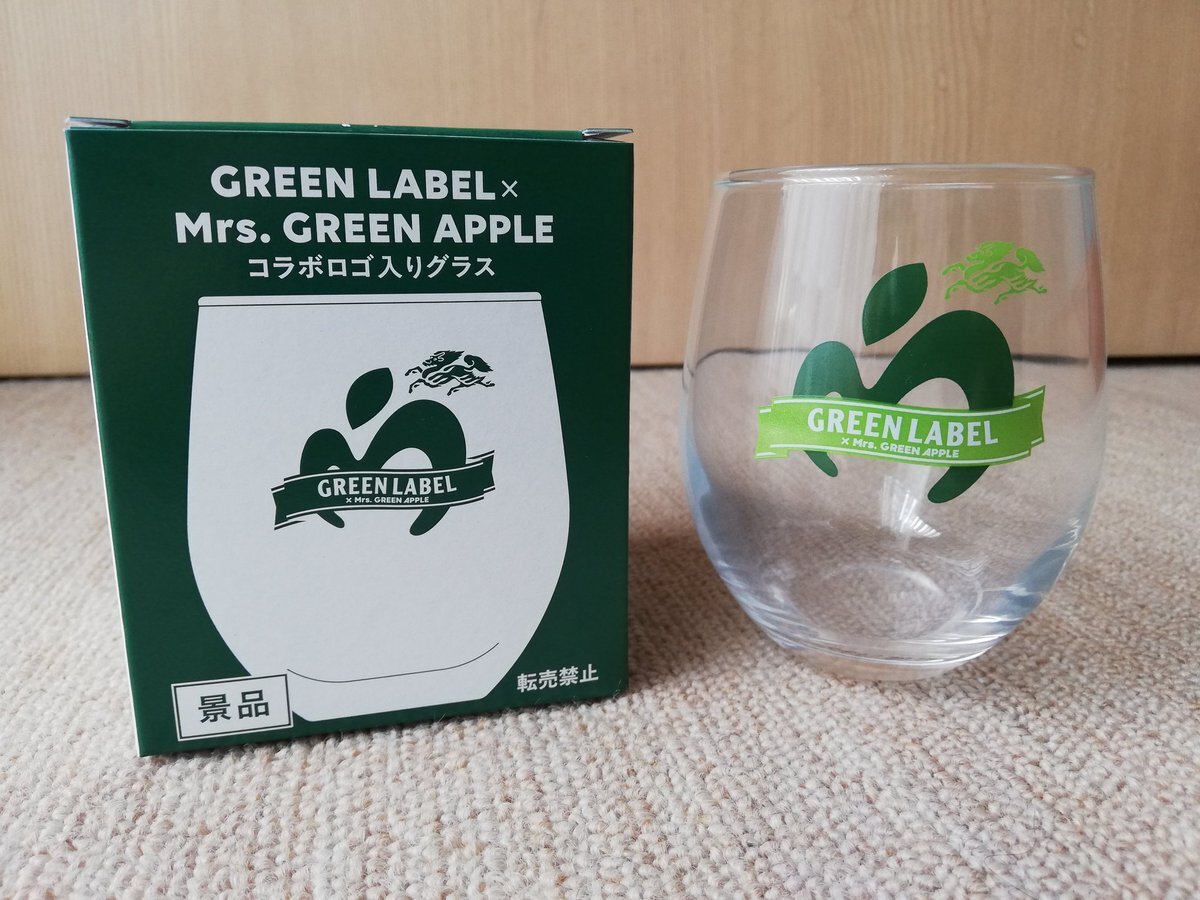 GREEN LABEL×
Mrs. GREEN APPLE
コラボロゴ入りグラス
GREEN LABEL
× Mrs. GREEN APPLE
景品
転売禁止
GREEN LABEL
× Mrs. GREEN APPLE